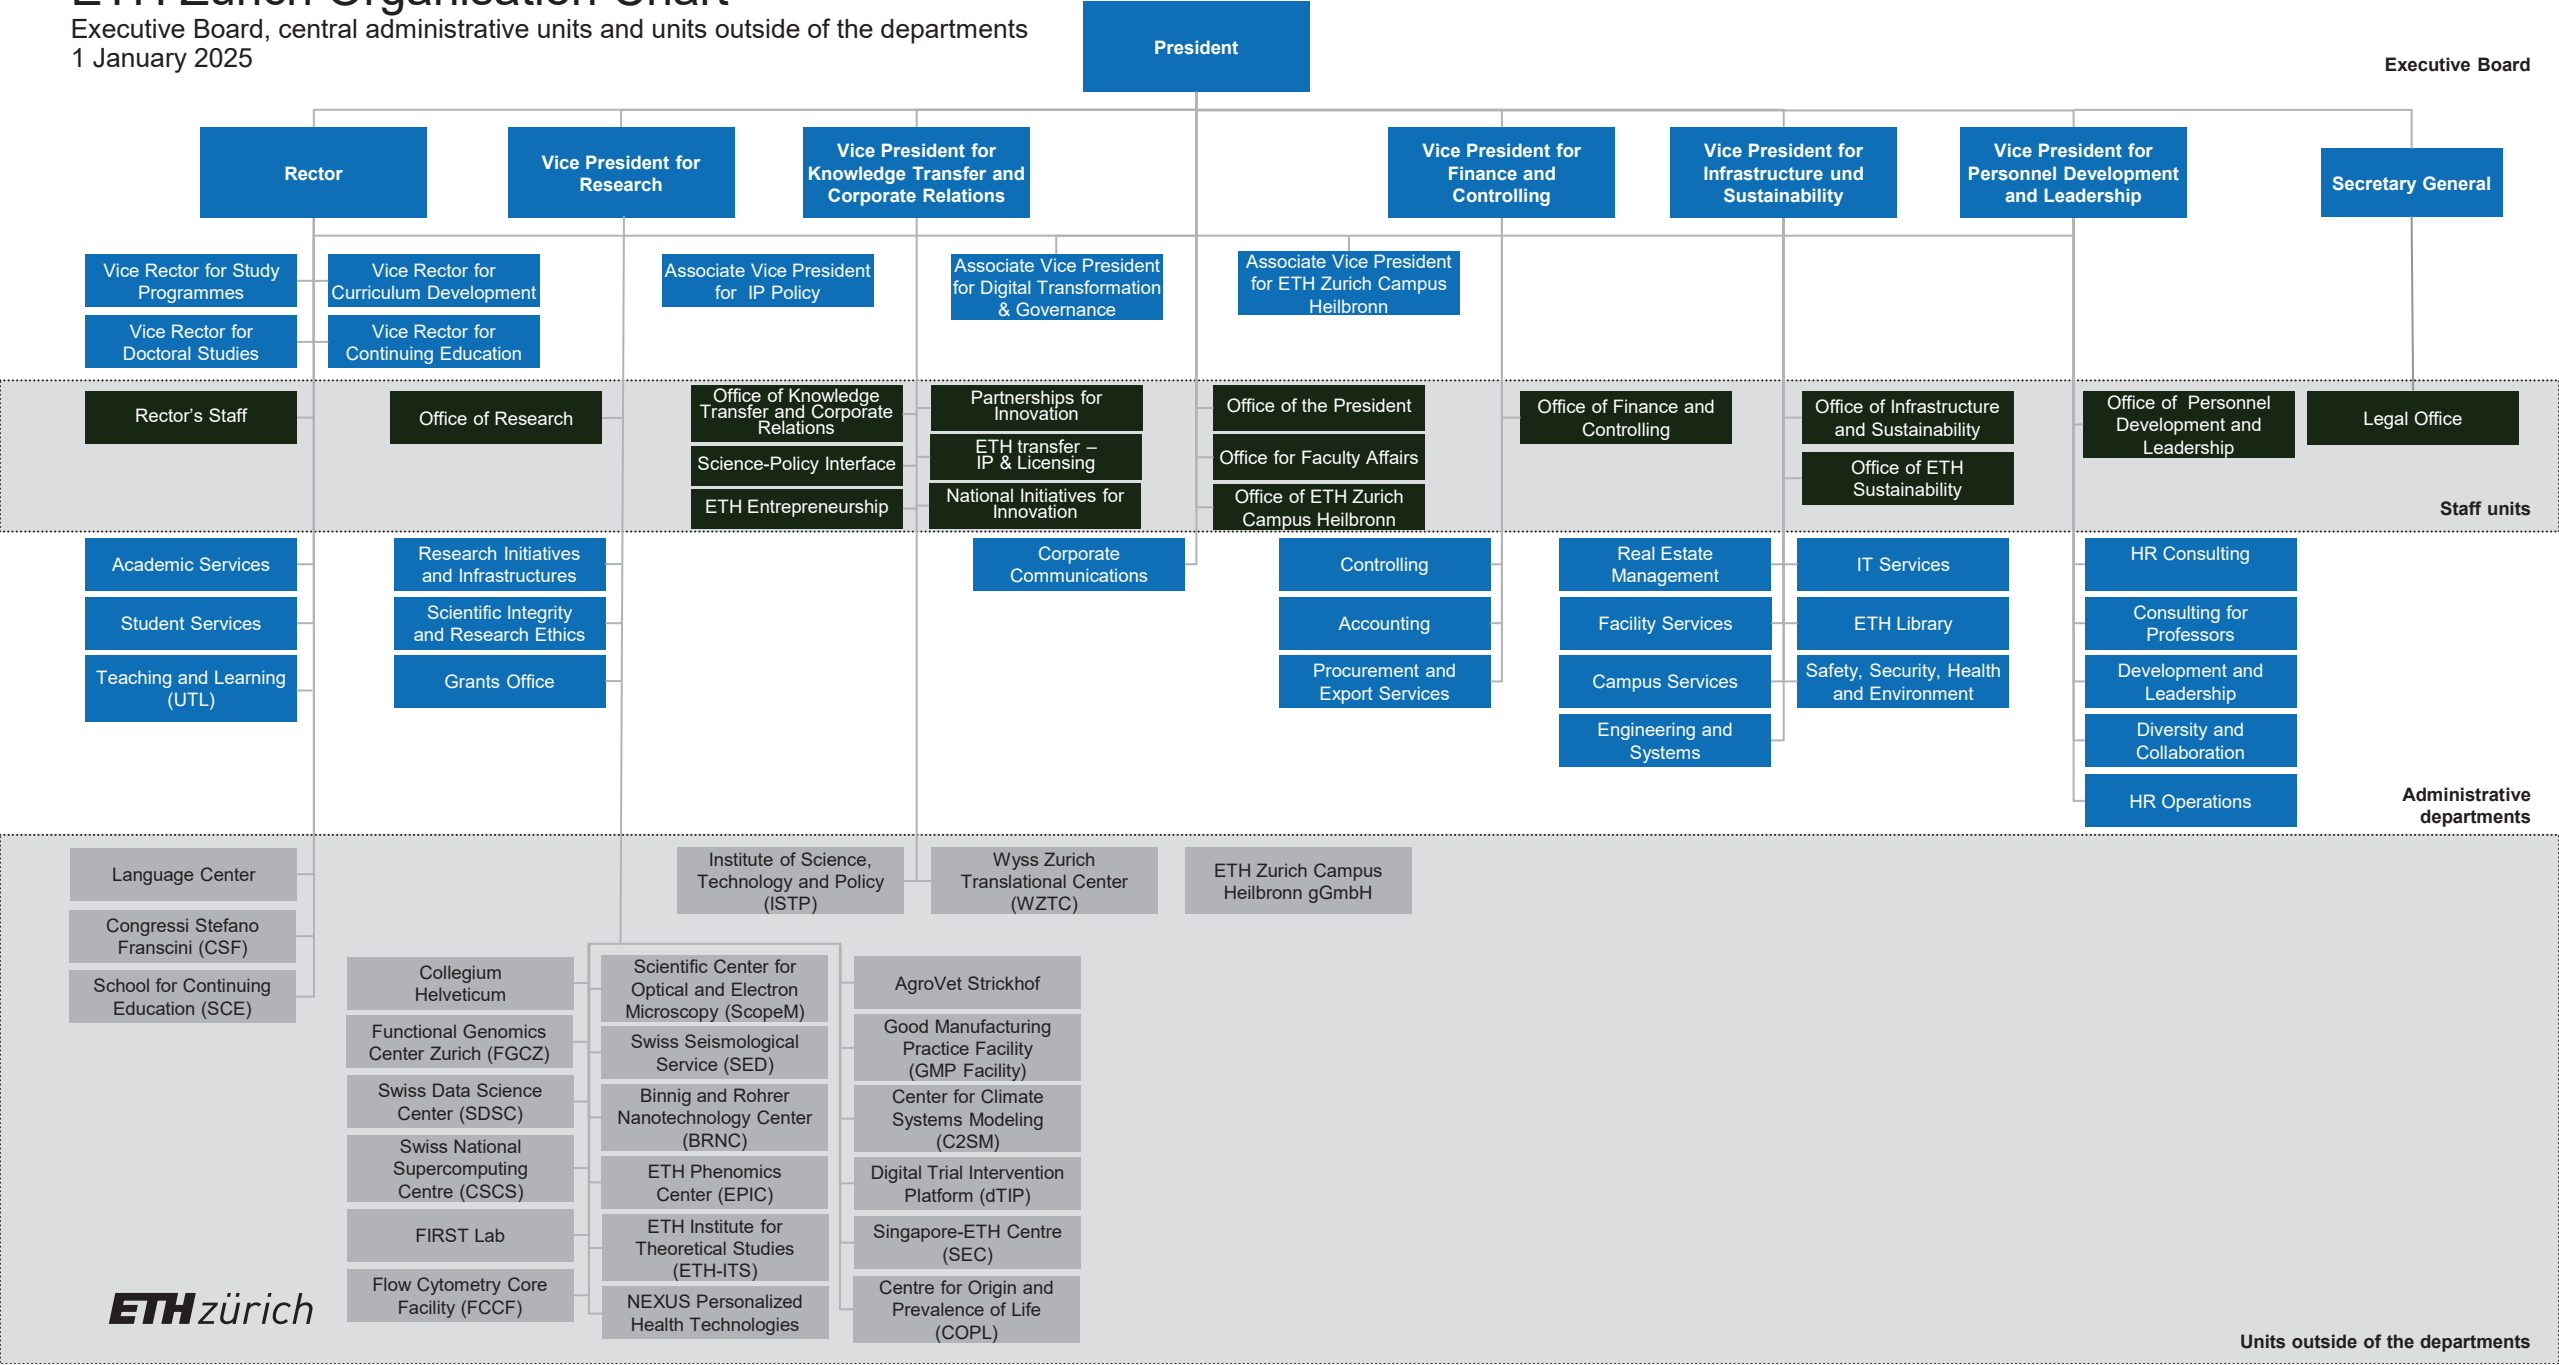 ETH Zurich Organisation Chart
Executive Board, central administrative units and units outside of the departments
1 January 2025
President
Executive Board
Rector
Vice President for
Research
Vice President for
Knowledge Transfer and
Corporate Relations
Vice President for
Finance and
Controlling
Vice President for
Infrastructure und
Sustainability
Vice President for
Personnel Development
and Leadership
Secretary General
Vice Rector for Study
Programmes
Vice Rector for
Curriculum Development
Vice Rector for
Doctoral Studies
Vice Rector for
Continuing Education
Associate Vice President
for IP Policy
Associate Vice President
for Digital Transformation
& Governance
Associate Vice President
for ETH Zurich Campus
Heilbronn
Rector's Staff
Office of Research
Office of Knowledge
Transfer and Corporate
Relations
Science-Policy Interface
ETH Entrepreneurship
Partnerships for
Innovation
ETH transfer –
IP & Licensing
National Initiatives for
Innovation
Office of the President
Office for Faculty Affairs
Office of ETH Zurich
Campus Heilbronn
Office of Finance and
Controlling
Office of Infrastructure
and Sustainability
Office of ETH
Sustainability
Office of Personnel
Development and
Leadership
Legal Office
Staff units
Academic Services
Student Services
Teaching and Learning
(UTL)
Research Initiatives
and Infrastructures
Scientific Integrity
and Research Ethics
Grants Office
Corporate
Communications
Controlling
Accounting
Procurement and
Export Services
Real Estate
Management
Facility Services
Campus Services
Engineering and
Systems
IT Services
ETH Library
Safety, Security, Health
and Environment
HR Consulting
Consulting for
Professors
Development and
Leadership
Diversity and
Collaboration
HR Operations
Administrative
departments
Language Center
Congressi Stefano
Franscini (CSF)
School for Continuing
Education (SCE)
Institute of Science,
Technology and Policy
(ISTP)
Wyss Zurich
Translational Center
(WZTC)
ETH Zurich Campus
Heilbronn gGmbH
Collegium
Helveticum
Functional Genomics
Center Zurich (FGCZ)
Swiss Data Science
Center (SDSC)
Swiss National
Supercomputing
Centre (CSCS)
FIRST Lab
Flow Cytometry Core
Facility (FCCF)
Scientific Center for
Optical and Electron
Microscopy (ScopeM)
Swiss Seismological
Service (SED)
Binnig and Rohrer
Nanotechnology Center
(BRNC)
ETH Phenomics
Center (EPIC)
ETH Institute for
Theoretical Studies
(ETH-ITS)
NEXUS Personalized
Health Technologies
AgroVet Strickhof
Good Manufacturing
Practice Facility
(GMP Facility)
Center for Climate
Systems Modeling
(C2SM)
Digital Trial Intervention
Platform (dTIP)
Singapore-ETH Centre
(SEC)
Centre for Origin and
Prevalence of Life
(COPL)
ETH zürich
Units outside of the departments